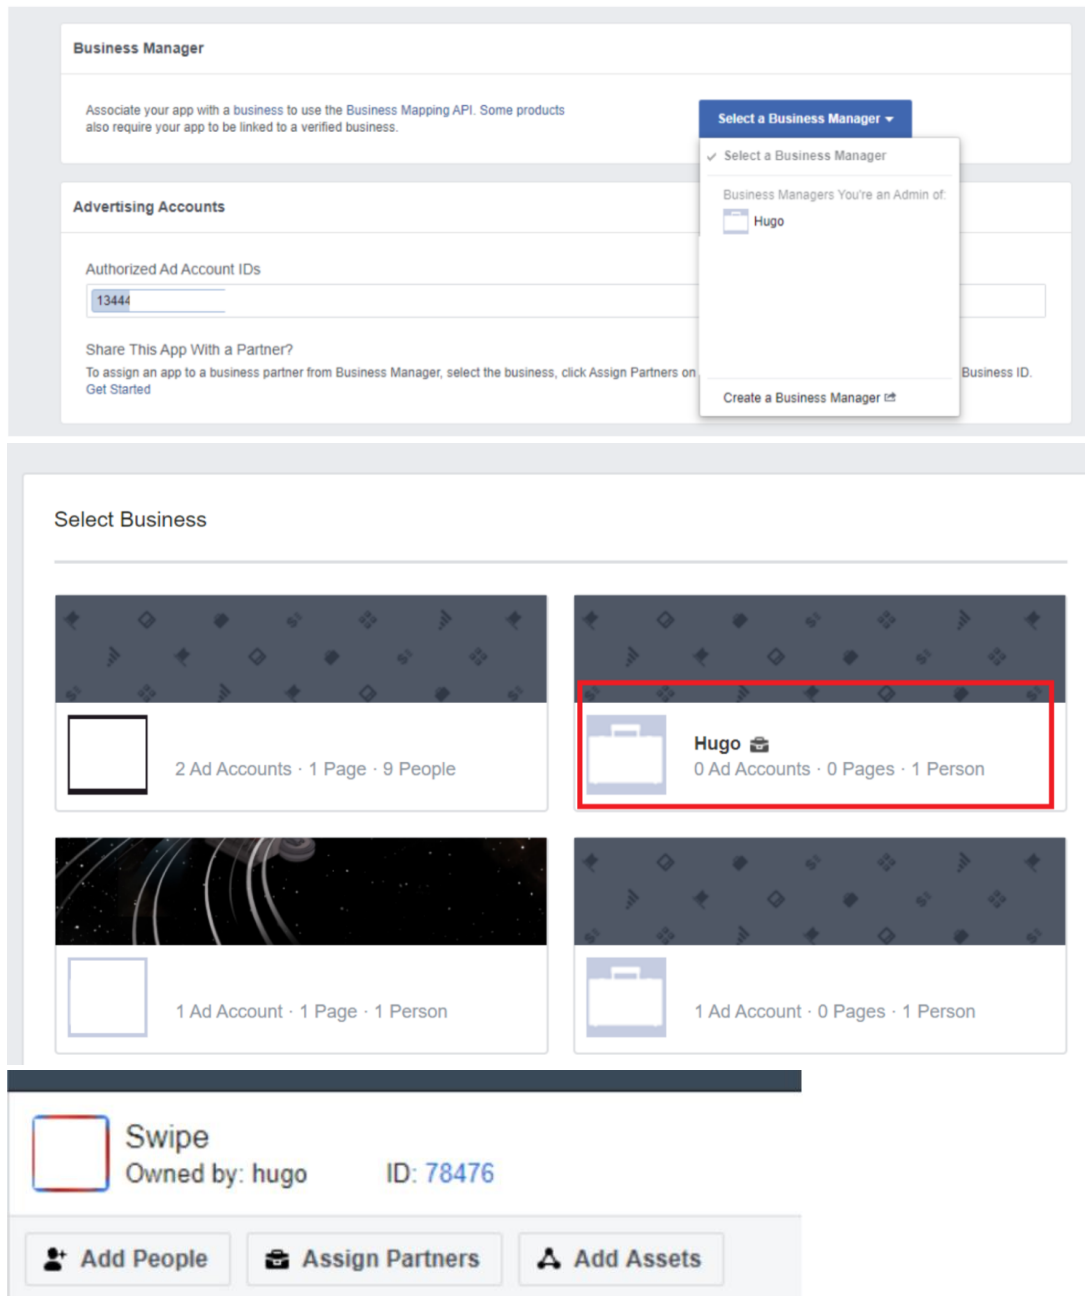 Business Manager
Associate your app with a business to use the Business Mapping API. Some products
also require your app to be linked to a verified business.
Select a Business Manager
Select a Business Manager
Business Managers You're an Admin of:
Hugo
Create a Business Manager
Advertising Accounts
Authorized Ad Account IDs
13444
Share This App With a Partner?
To assign an app to a business partner from Business Manager, select the business, click Assign Partners on
Business ID.
Get Started
Select Business
2 Ad Accounts · 1 Page · 9 People
Hugo
0 Ad Accounts · 0 Pages · 1 Person
1 Ad Account · 1 Page · 1 Person
1 Ad Account · 0 Pages · 1 Person
Swipe
Owned by: hugo ID: 78476
Add People Assign Partners Add Assets